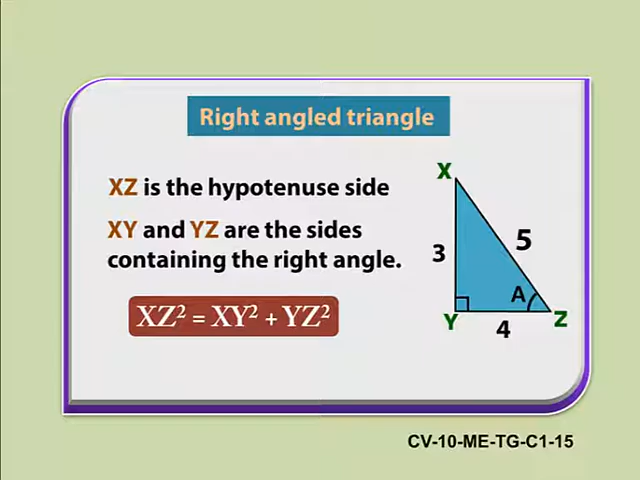 Right angled triangle
XZ is the hypotenuse side
XY and YZ are the sides
containing the right angle.
XZ² = XY² + YZ²
X
3
5
A
Y
4
Z
CV-10-ME-TG-C1-15